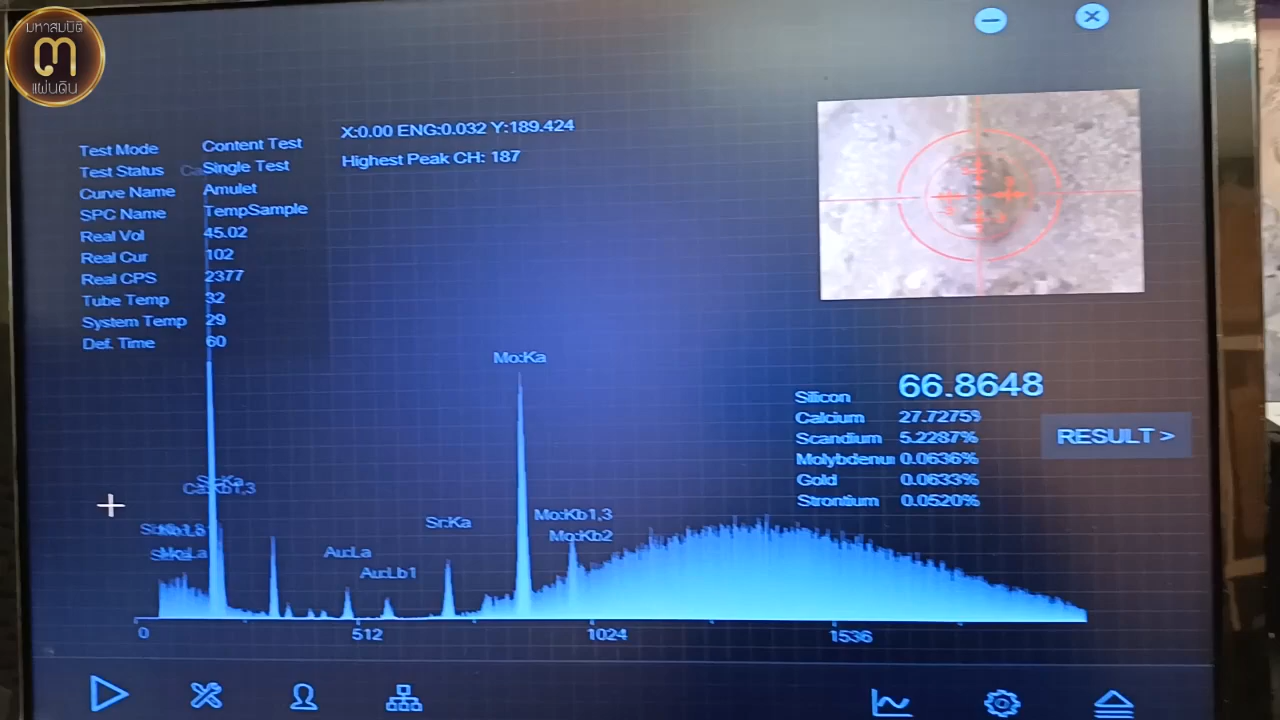 มหาสมบัติ
๓
แผ่นดิน
Test Mode Content Test
Test Status Single Test
Curve Name Amulet
SPC Name TempSample
Real Vol 45.02
Real Cur 102
Real CPS 2377
Tube Temp 32
System Temp 29
Def. Time 60
X:0.00 ENG:0.032 Y:189.424
Highest Peak CH: 187
Mo:Ka
Silicon 66.8648
Calcium 27.7275%
Scandium 5.2287%
Molybdenu 0.0636%
Gold 0.0633%
Strontium 0.0520%
RESULT >
Ca:Kb1,3
Sr:Ka
Mo:Kb1,3
Mo:Kb2
Au:La
Au:Lb1
0 512 1024 1536